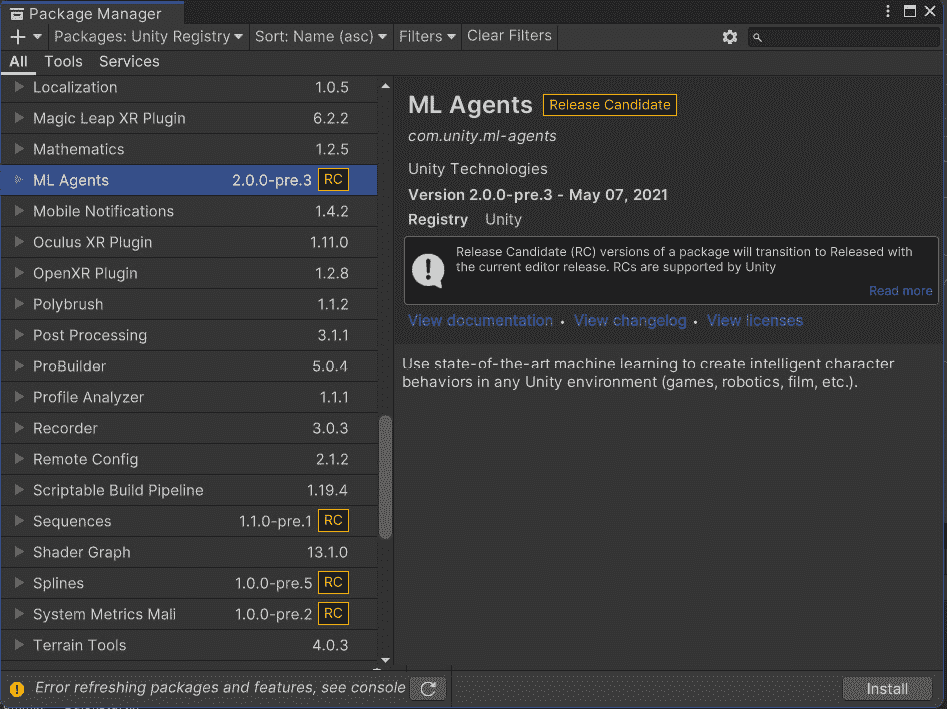 Package Manager
Packages: Unity Registry Sort: Name (asc) Filters Clear Filters
All Tools Services
Localization 1.0.5
Magic Leap XR Plugin 6.2.2
Mathematics 1.2.5
ML Agents 2.0.0-pre.3 RC
Mobile Notifications 1.4.2
Oculus XR Plugin 1.11.0
OpenXR Plugin 1.2.8
Polybrush 1.1.2
Post Processing 3.1.1
ProBuilder 5.0.4
Profile Analyzer 1.1.1
Recorder 3.0.3
Remote Config 2.1.2
Scriptable Build Pipeline 1.19.4
Sequences 1.1.0-pre.1 RC
Shader Graph 13.1.0
Splines 1.0.0-pre.5 RC
System Metrics Mali 1.0.0-pre.2 RC
Terrain Tools 4.0.3
ML Agents Release Candidate
com.unity.ml-agents
Unity Technologies
Version 2.0.0-pre.3 - May 07, 2021
Registry Unity
Release Candidate (RC) versions of a package will transition to Released with
the current editor release. RCs are supported by Unity
Read more
View documentation • View changelog • View licenses
Use state-of-the-art machine learning to create intelligent character
behaviors in any Unity environment (games, robotics, film, etc.).
Error refreshing packages and features, see console
Install